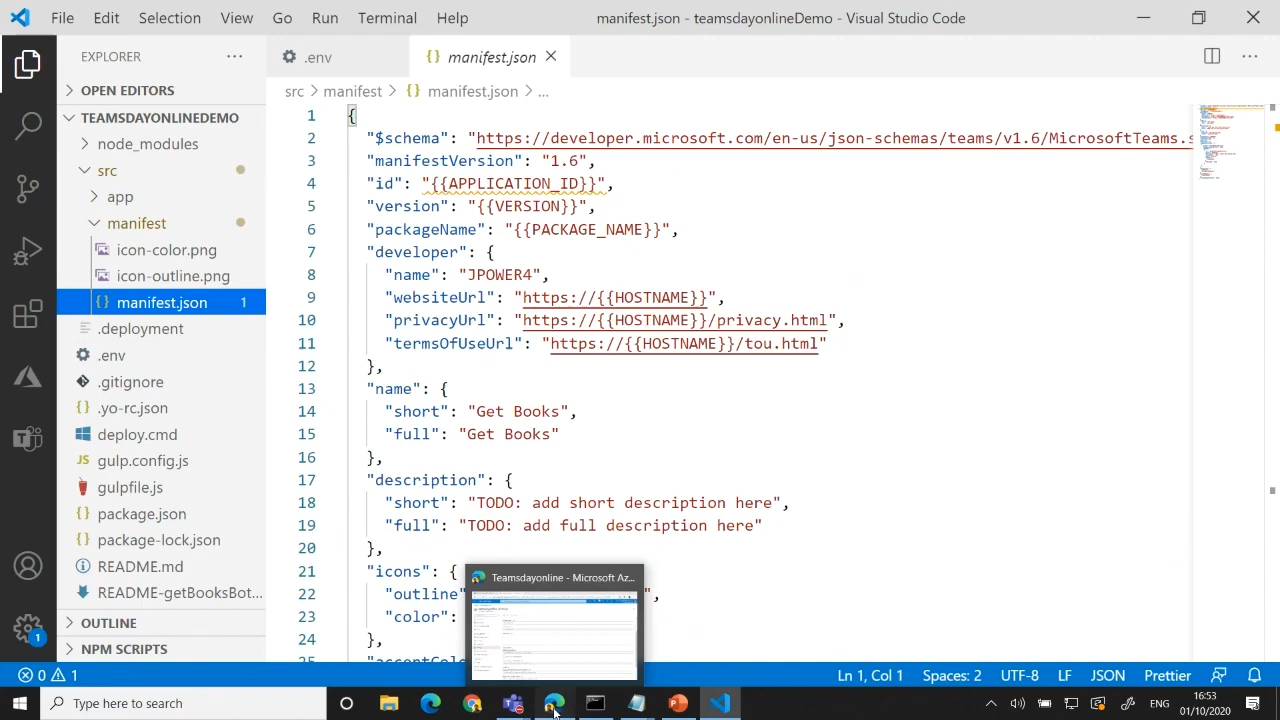 File Edit Selection View Go Run Terminal Help manifest.json - teamsdayonlineDemo - Visual Studio Code
EXPLORER
.env
manifest.json
OPEN EDITORS
src > manifest > {} manifest.json > ...
TEAMSDAYONLINEDEMO
node_modules
src
app
manifest
icon-color.png
icon-outline.png
manifest.json 1
.deployment
.env
.gitignore
.yo-rc.json
deploy.cmd
gulp.config.js
gulpfile.js
package.json
package-lock.json
README.md
README-getBooksBot...
OUTLINE
NPM SCRIPTS
1 {
2 "$schema": "https://developer.microsoft.com/en-us/json-schemas/teams/v1.6/MicrosoftTeams.s
3 "manifestVersion": "1.6",
4 "id": "{{APPLICATION_ID}}",
5 "version": "{{VERSION}}",
6 "packageName": "{{PACKAGE_NAME}}",
7 "developer": {
8 "name": "JPOWER4",
9 "websiteUrl": "https://{{HOSTNAME}}",
10 "privacyUrl": "https://{{HOSTNAME}}/privacy.html",
11 "termsOfUseUrl": "https://{{HOSTNAME}}/tou.html"
12 },
13 "name": {
14 "short": "Get Books",
15 "full": "Get Books"
16 },
17 "description": {
18 "short": "TODO: add short description here",
19 "full": "TODO: add full description here"
20 },
21 "icons": {
22 "outline" ",
23 "color":
24 },
25
Teamsdayonline - Microsoft Az...
1
0
Ln 1, Col 1 Spaces: 2 UTF-8 LF JSON Prettier
Type here to search
ENG
16:53
01/10/2020